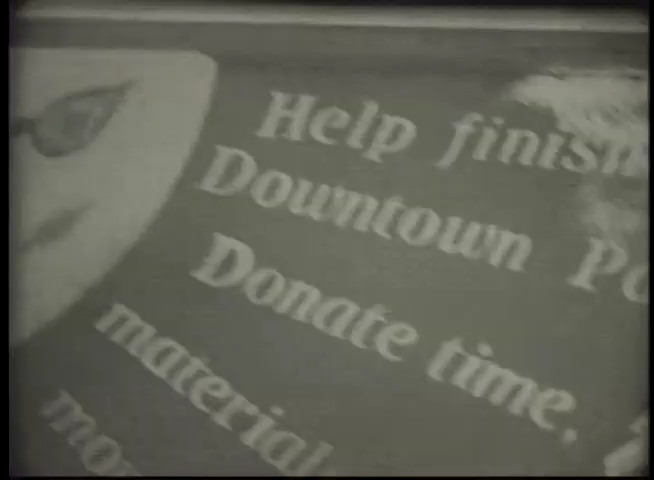 Help finish
Downtown
Donate time,
material